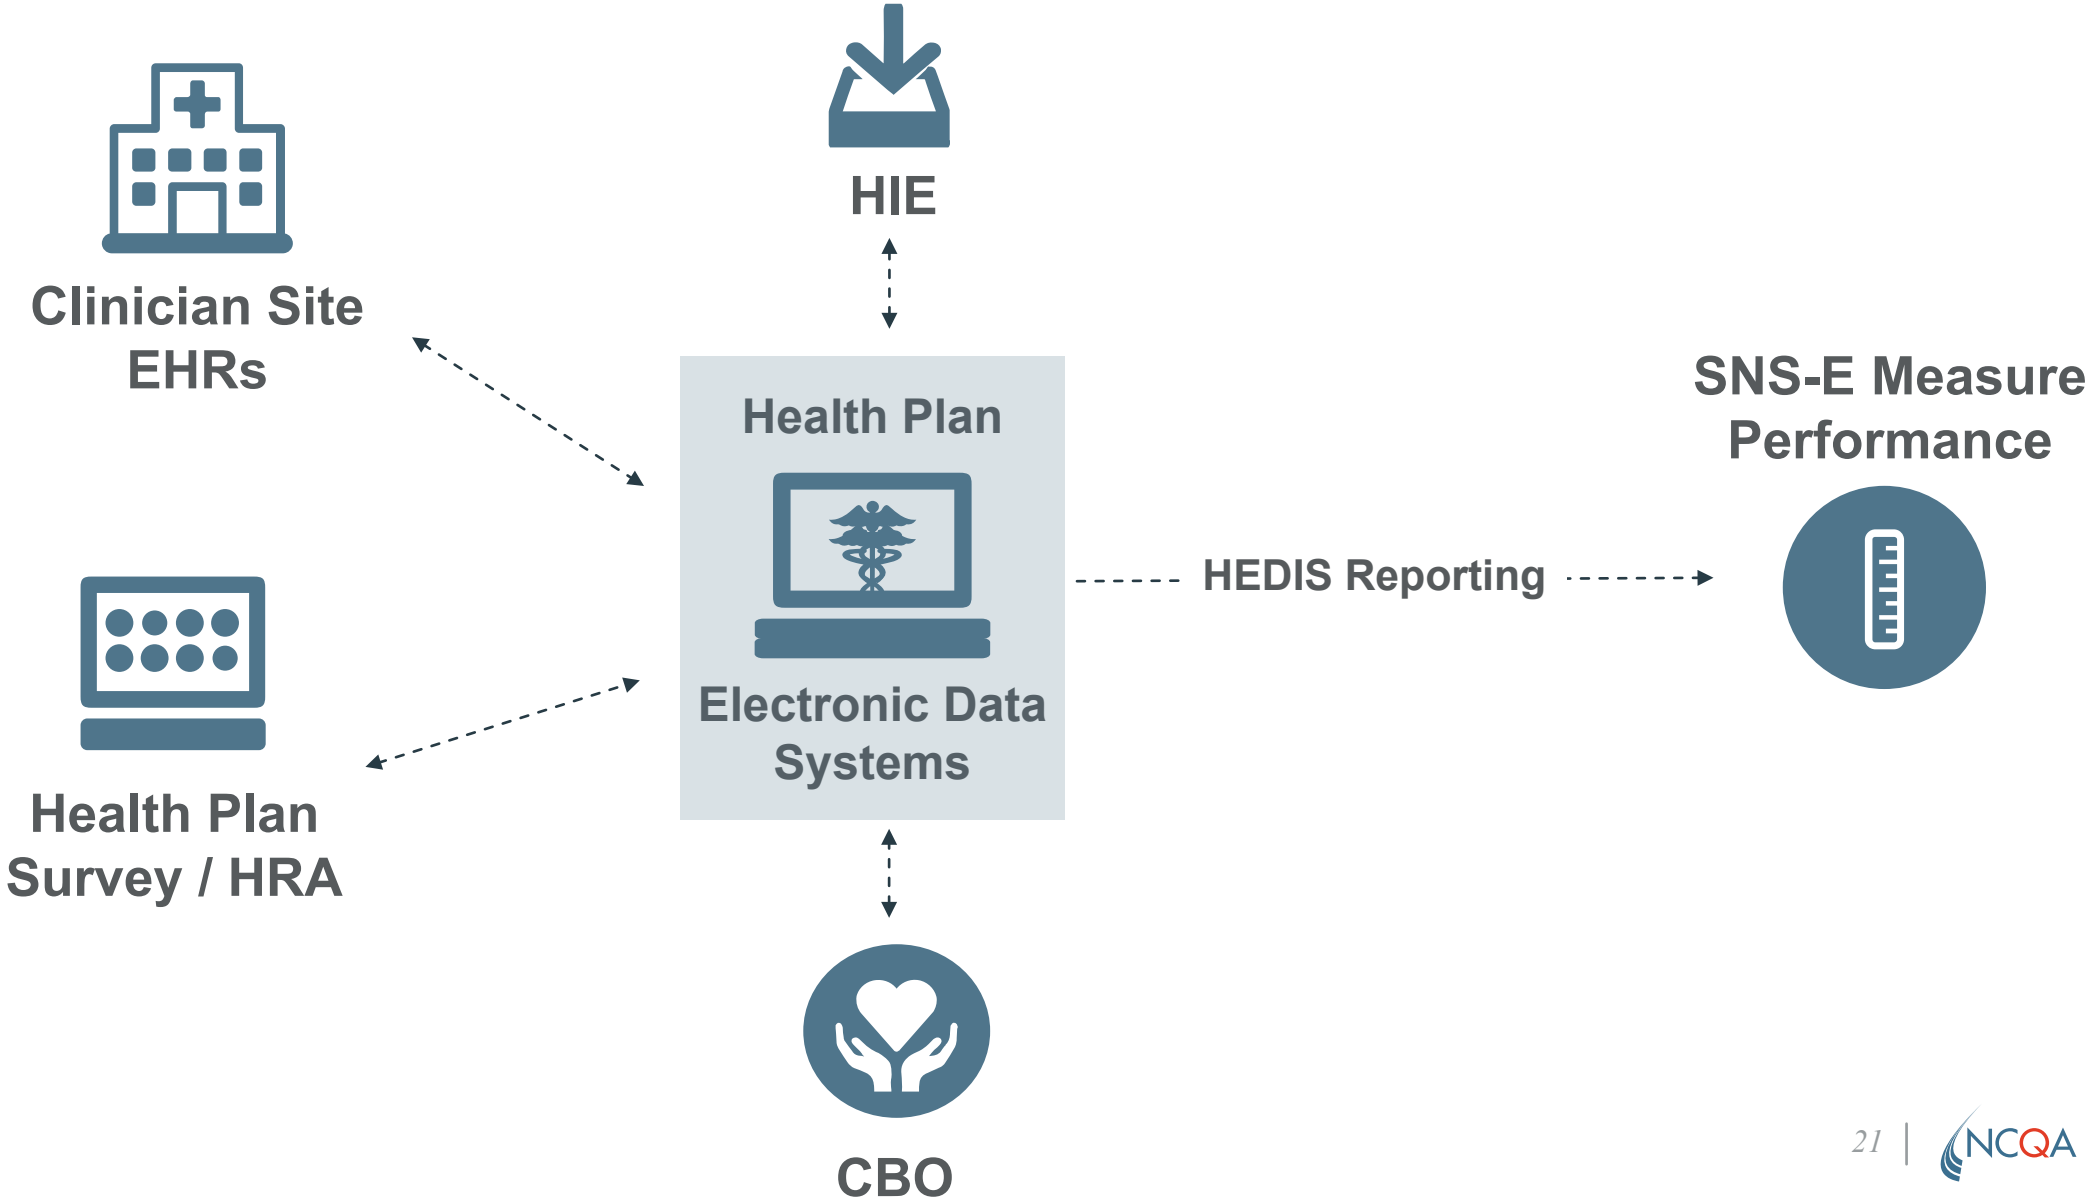 HIE
Clinician Site
EHRs
Health Plan
Electronic Data
Systems
HEDIS Reporting
SNS-E Measure
Performance
Health Plan
Survey / HRA
CBO
21
NCQA